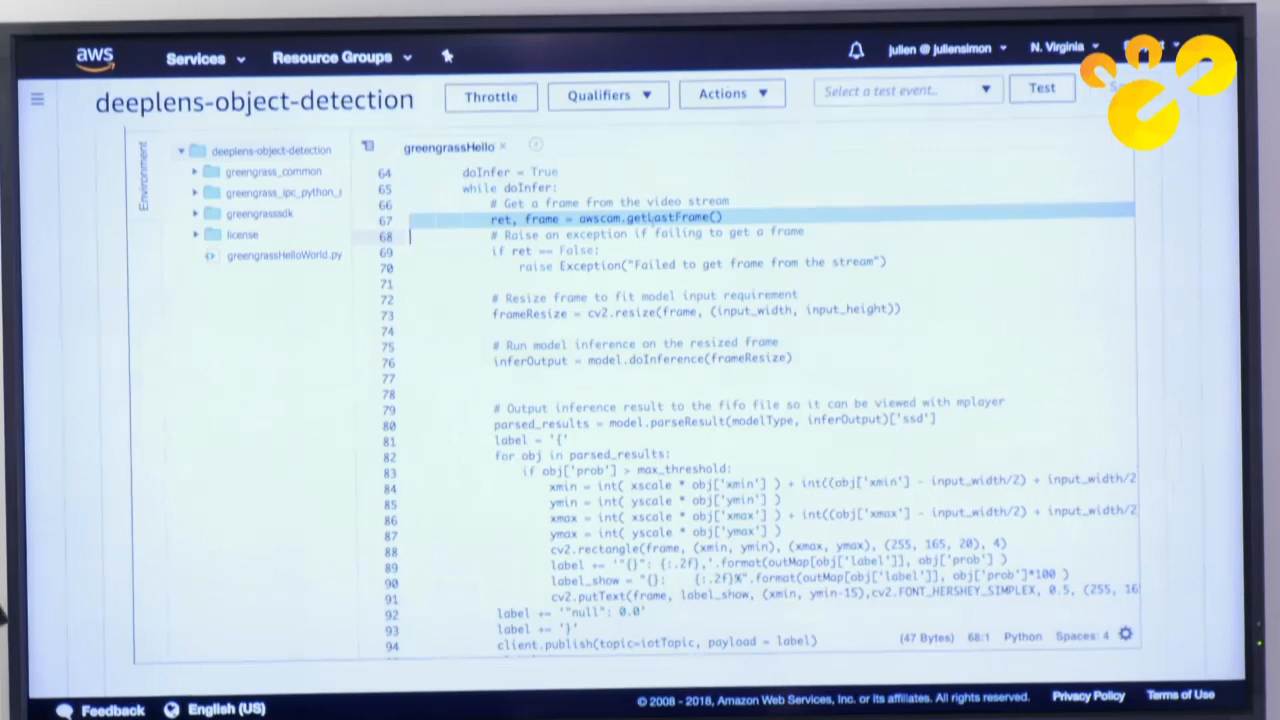 aws
Services
Resource Groups
julien @ juliensimon
N. Virginia
deeplens-object-detection
Throttle
Qualifiers
Actions
Select a test event..
Test
Environment
deeplens-object-detection
greengrass_common
greengrass_ipc_python_
greengrasssdk
license
greengrassHelloWorld.py
greengrassHello
64 doInfer = True
65 while doInfer:
66 # Get a frame from the video stream
67 ret, frame = awscam.getLastFrame()
68 # Raise an exception if failing to get a frame
69 if ret == False:
70 raise Exception("Failed to get frame from the stream")
71
72 # Resize frame to fit model input requirement
73 frameResize = cv2.resize(frame, (input_width, input_height))
74
75 # Run model inference on the resized frame
76 inferOutput = model.doInference(frameResize)
77
78
79 # Output inference result to the fifo file so it can be viewed with mplayer
80 parsed_results = model.parseResult(modelType, inferOutput)['ssd']
81 label = '{'
82 for obj in parsed_results:
83 if obj['prob'] > max_threshold:
84 xmin = int( xscale * obj['xmin'] ) + int((obj['xmin'] - input_width/2) + input_width/2
85 ymin = int( yscale * obj['ymin'] )
86 xmax = int( xscale * obj['xmax'] ) + int((obj['xmax'] - input_width/2) + input_width/2
87 ymax = int( yscale * obj['ymax'] )
88 cv2.rectangle(frame, (xmin, ymin), (xmax, ymax), (255, 165, 20), 4)
89 label += '"{}": {:.2f},'.format(outMap[obj['label']], obj['prob'] )
90 label_show = "{}: {:.2f}%".format(outMap[obj['label']], obj['prob']*100 )
91 cv2.putText(frame, label_show, (xmin, ymin-15),cv2.FONT_HERSHEY_SIMPLEX, 0.5, (255, 16
92 label += '"null": 0.0'
93 label += '}'
94 client.publish(topic=iotTopic, payload = label)
(47 Bytes) 68:1 Python Spaces: 4
Feedback
English (US)
© 2008 - 2018, Amazon Web Services, Inc. or its affiliates. All rights reserved.
Privacy Policy
Terms of Use